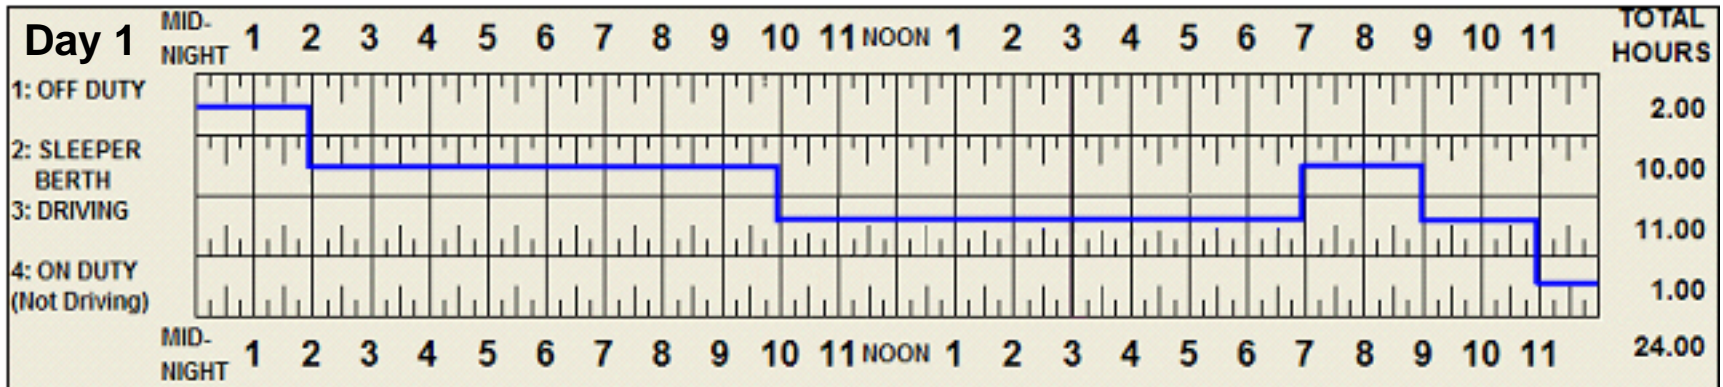 Day 1
MID-
NIGHT 1 2 3 4 5 6 7 8 9 10 11 NOON 1 2 3 4 5 6 7 8 9 10 11
TOTAL
HOURS
1: OFF DUTY 2.00
2: SLEEPER
BERTH 10.00
3: DRIVING 11.00
4: ON DUTY
(Not Driving) 1.00
MID-
NIGHT 1 2 3 4 5 6 7 8 9 10 11 NOON 1 2 3 4 5 6 7 8 9 10 11 24.00